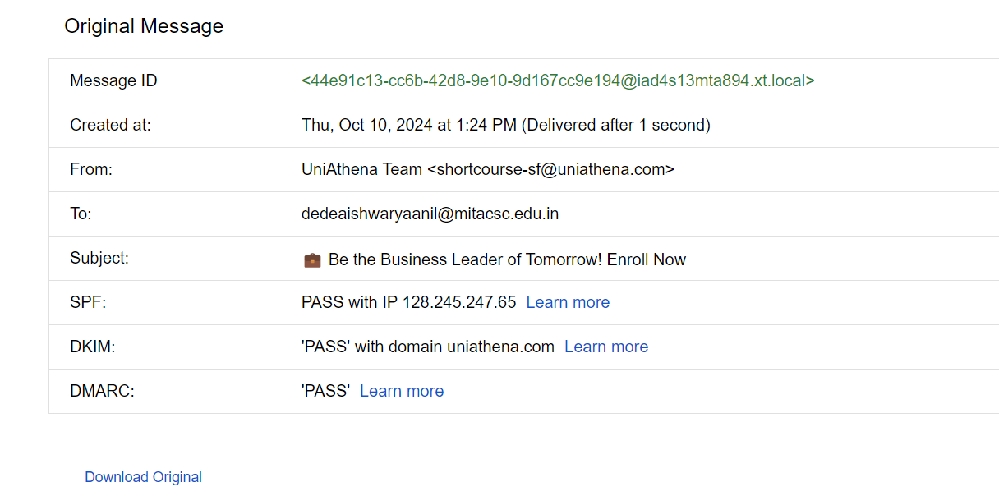 Original Message
Message ID <44e91c13-cc6b-42d8-9e10-9d167cc9e194@iad4s13mta894.xt.local>
Created at: Thu, Oct 10, 2024 at 1:24 PM (Delivered after 1 second)
From: UniAthena Team <shortcourse-sf@uniathena.com>
To: dedeaishwaryaanil@mitacsc.edu.in
Subject: 💼 Be the Business Leader of Tomorrow! Enroll Now
SPF: PASS with IP 128.245.247.65 Learn more
DKIM: 'PASS' with domain uniathena.com Learn more
DMARC: 'PASS' Learn more
Download Original